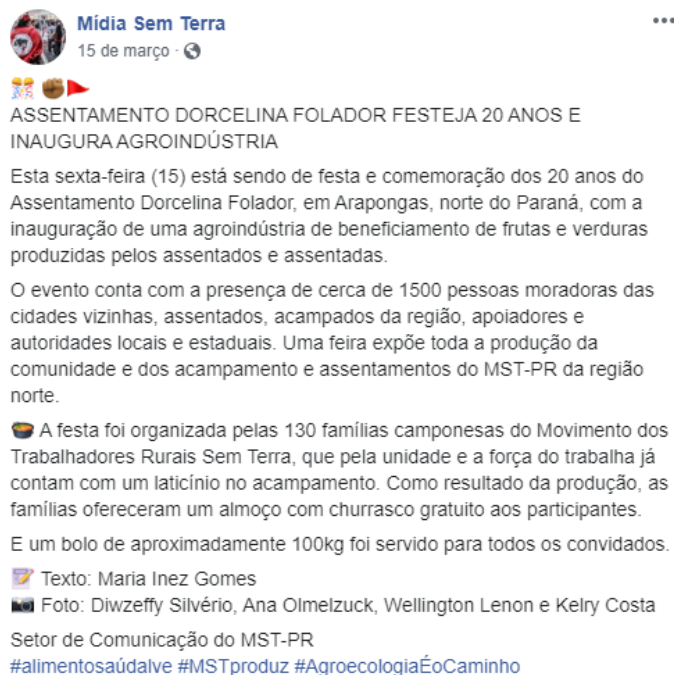 Mídia Sem Terra
15 de março ·
ASSENTAMENTO DORCELINA FOLADOR FESTEJA 20 ANOS E
INAUGURA AGROINDÚSTRIA
Esta sexta-feira (15) está sendo de festa e comemoração dos 20 anos do
Assentamento Dorcelina Folador, em Arapongas, norte do Paraná, com a
inauguração de uma agroindústria de beneficiamento de frutas e verduras
produzidas pelos assentados e assentadas.
O evento conta com a presença de cerca de 1500 pessoas moradoras das
cidades vizinhas, assentados, acampados da região, apoiadores e
autoridades locais e estaduais. Uma feira expõe toda a produção da
comunidade e dos acampamento e assentamentos do MST-PR da região
norte.
A festa foi organizada pelas 130 famílias camponesas do Movimento dos
Trabalhadores Rurais Sem Terra, que pela unidade e a força do trabalha já
contam com um laticínio no acampamento. Como resultado da produção, as
famílias ofereceram um almoço com churrasco gratuito aos participantes.
E um bolo de aproximadamente 100kg foi servido para todos os convidados.
Texto: Maria Inez Gomes
Foto: Diwzeffy Silvério, Ana Olmelzuck, Wellington Lenon e Kelry Costa
Setor de Comunicação do MST-PR
#alimentosaúdalve #MSTproduz #AgroecologiaÉoCaminho